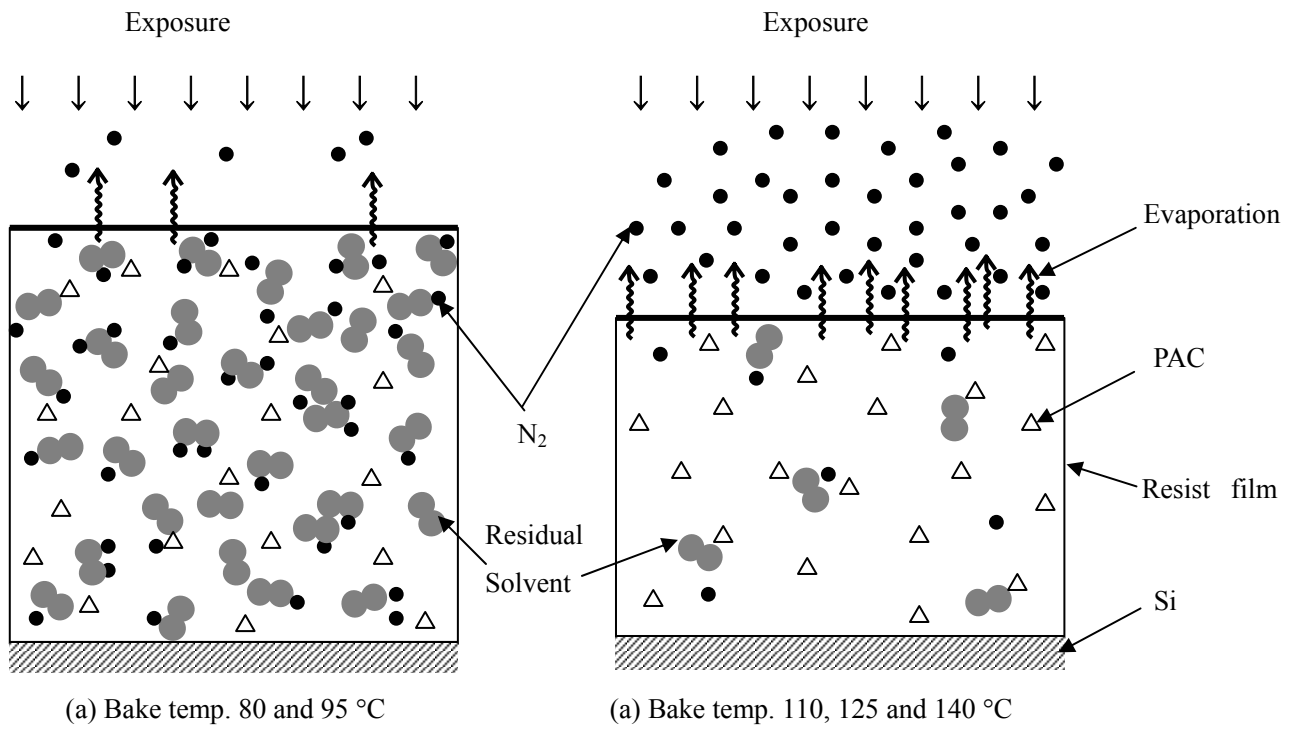 Exposure
Exposure
Evaporation
PAC
N2
Resist film
Residual
Solvent
Si
(a) Bake temp. 80 and 95 °C
(a) Bake temp. 110, 125 and 140 °C